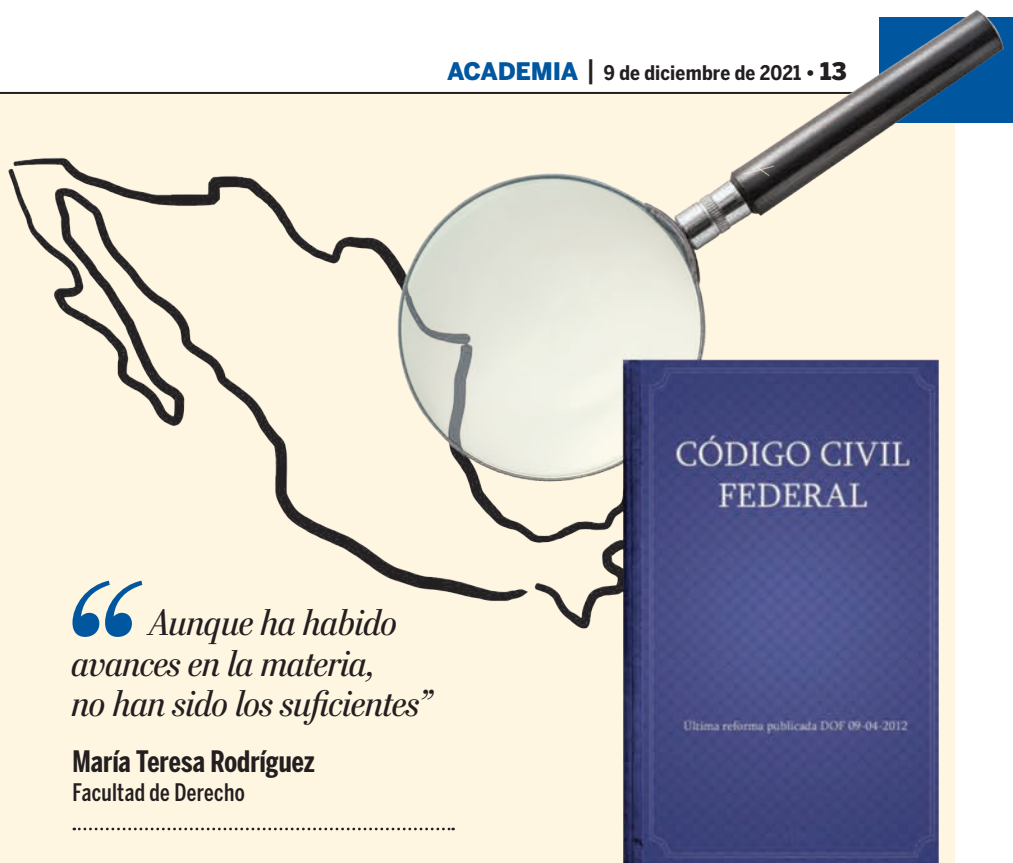 ACADEMIA | 9 de diciembre de 2021 • 13
CÓDIGO CIVIL
FEDERAL
Última reforma publicada DOF 09-04-2012
“ Aunque ha habido
avances en la materia,
no han sido los suficientes”
María Teresa Rodríguez
Facultad de Derecho